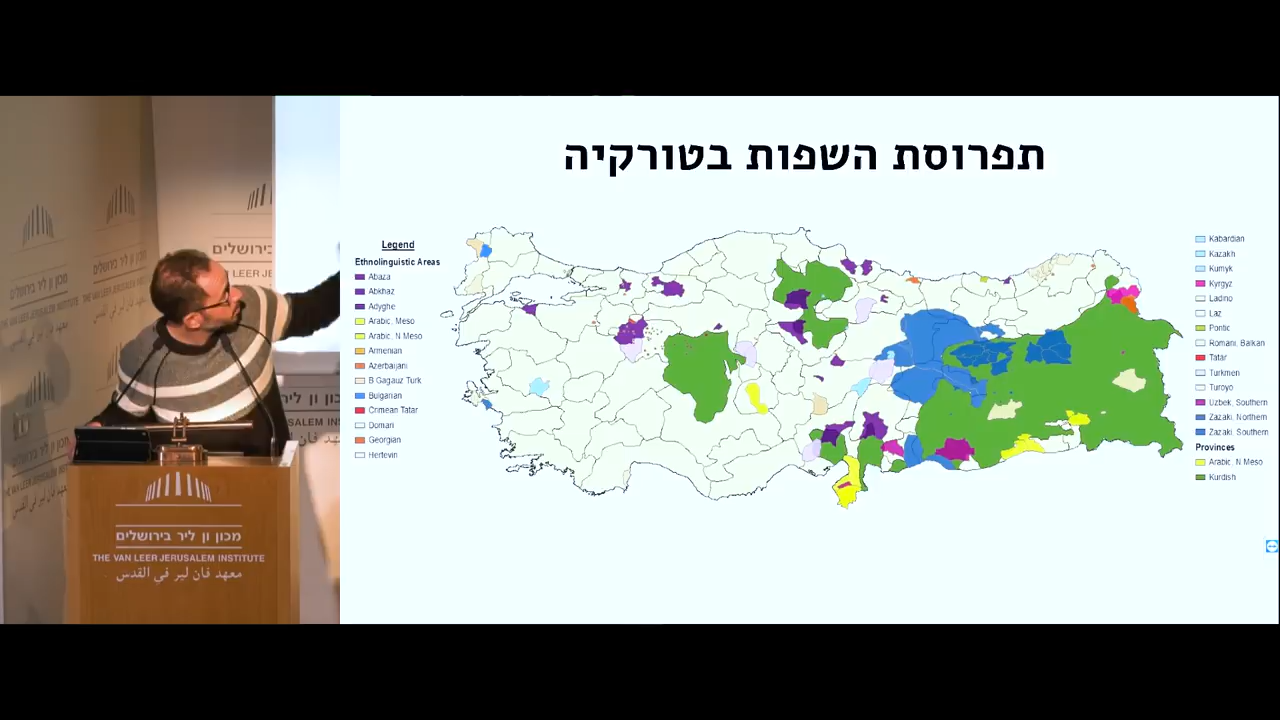 תפרוסת השפות בטורקיה
Legend
Ethnolinguistic Areas
Abaza
Abkhaz
Adyghe
Arabic, Meso
Arabic, N Meso
Armenian
Azerbaijani
B Gagauz Turk
Bulgarian
Crimean Tatar
Domari
Georgian
Hertevin
Kabardian
Kazakh
Kumyk
Kyrgyz
Ladino
Laz
Pontic
Romani, Balkan
Tatar
Turkmen
Turoyo
Uzbek, Southern
Zazaki, Northern
Zazaki, Southern
Provinces
Arabic, N Meso
Kurdish
מכון ון ליר בירושלים
THE VAN LEER JERUSALEM INSTITUTE
معهد فان لير في القدس